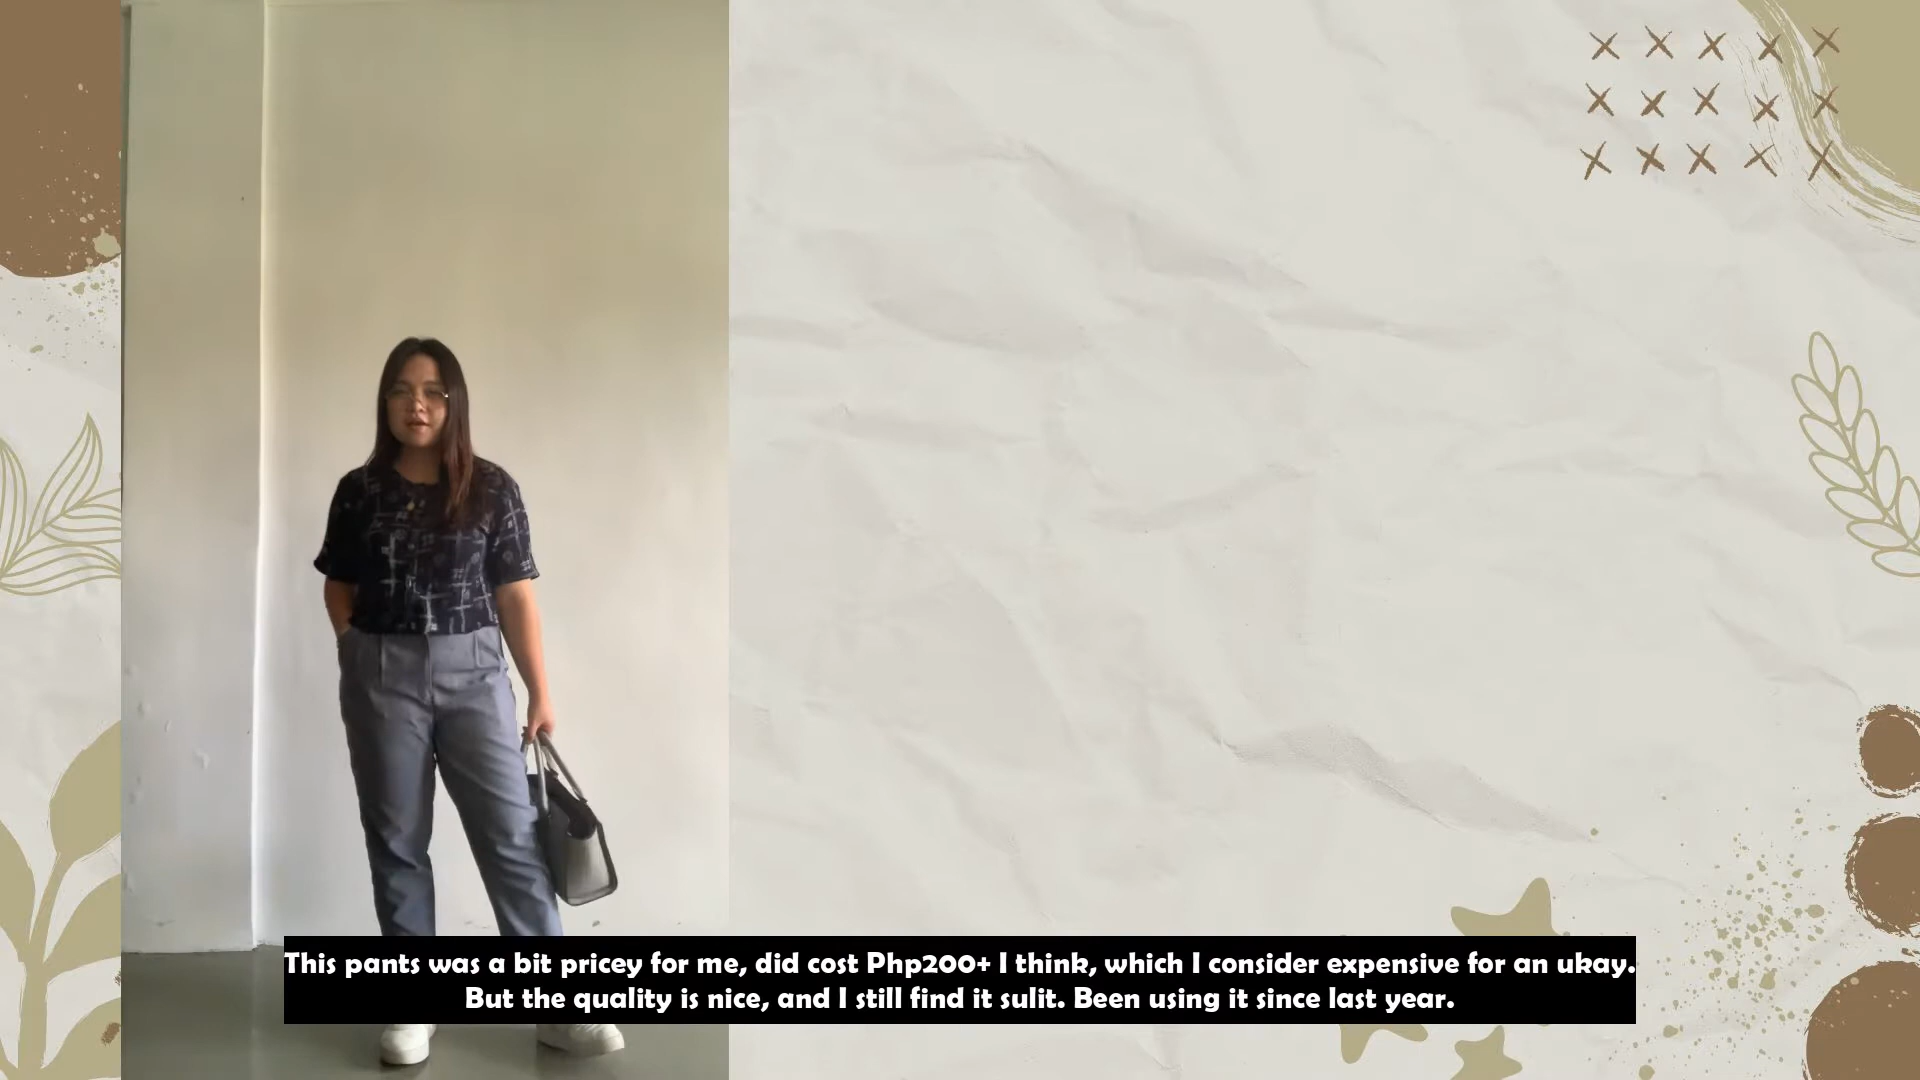 This pants was a bit pricey for me, did cost Php200+ I think, which I consider expensive for an ukay.
But the quality is nice, and I still find it sulit. Been using it since last year.